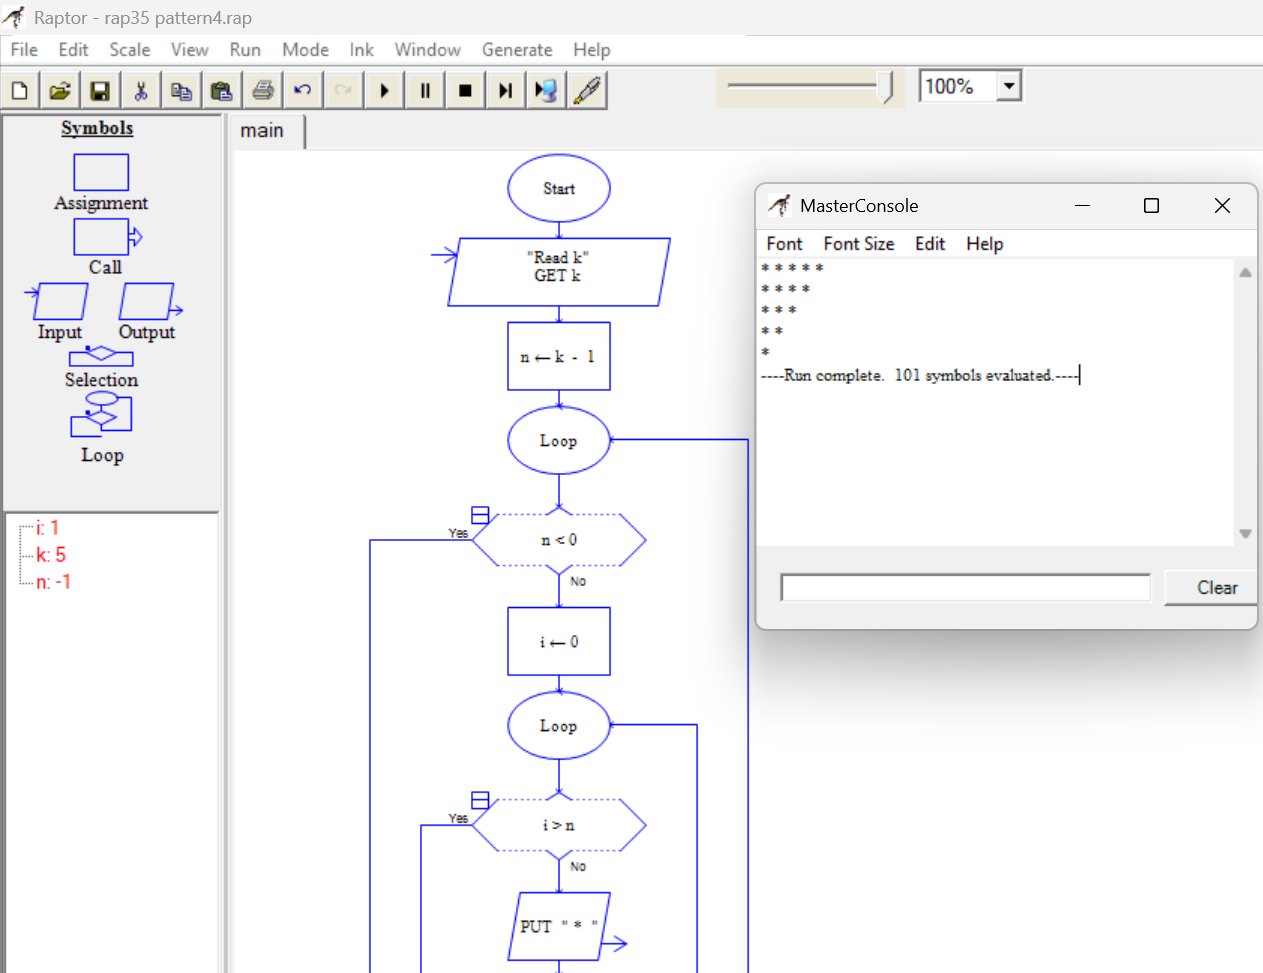 Raptor - rap35 pattern4.rap
File Edit Scale View Run Mode Ink Window Generate Help
100%
Symbols
Assignment
Call
Input Output
Selection
Loop
i: 1
k: 5
n: -1
main
Start
"Read k"
GET k
n ← k - 1
Loop
Yes
n < 0
No
i ← 0
Loop
Yes
i > n
No
PUT " * "
MasterConsole
Font Font Size Edit Help
* * * * *
* * * *
* * *
* *
*
----Run complete. 101 symbols evaluated.----
Clear